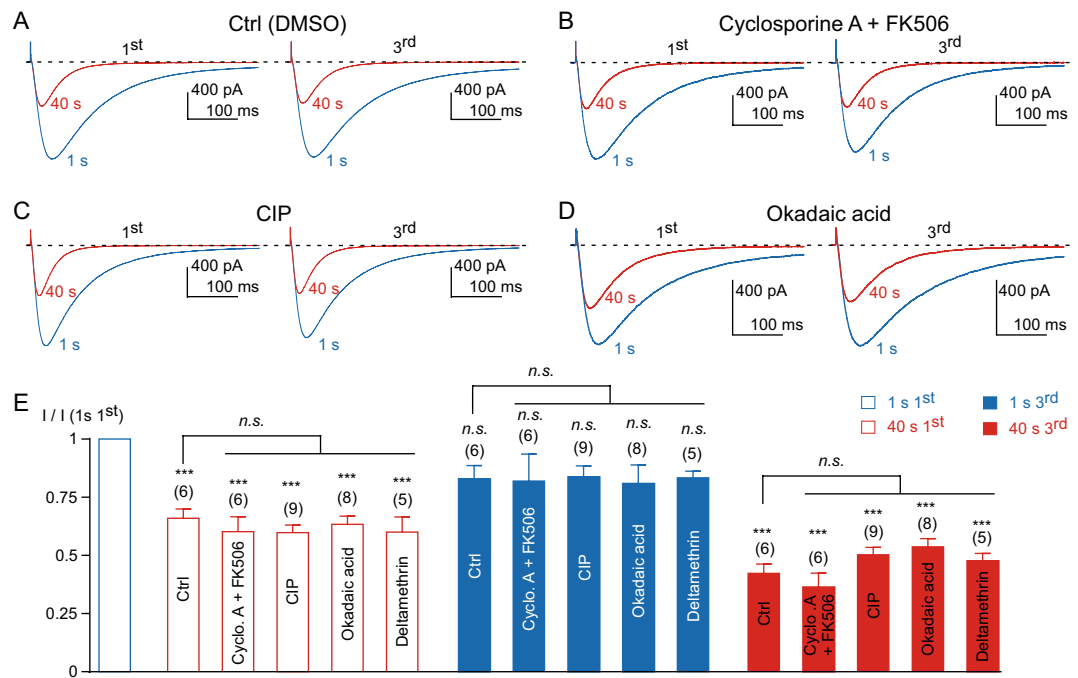 A
Ctrl (DMSO)
1st
3rd
40 s
1 s
400 pA
100 ms
40 s
1 s
400 pA
100 ms
B
Cyclosporine A + FK506
1st
3rd
40 s
1 s
400 pA
100 ms
40 s
1 s
400 pA
100 ms
C
CIP
1st
3rd
40 s
1 s
400 pA
100 ms
40 s
1 s
400 pA
100 ms
D
Okadaic acid
1st
3rd
40 s
1 s
400 pA
100 ms
40 s
1 s
400 pA
100 ms
E
I / I (1s 1st)
1
0.75
0.5
0.25
0
1 s 1st
1 s 3rd
40 s 1st
40 s 3rd
n.s.
*** *** *** *** ***
(6) (6) (9) (8) (5)
Ctrl
Cyclo. A + FK506
CIP
Okadaic acid
Deltamethrin
n.s.
n.s. n.s. n.s. n.s. n.s.
(6) (6) (9) (8) (5)
Ctrl
Cyclo. A + FK506
CIP
Okadaic acid
Deltamethrin
n.s.
*** *** *** *** ***
(6) (6) (9) (8) (5)
Ctrl
Cyclo .A
+ FK506
CIP
Okadaic acid
Deltamethrin